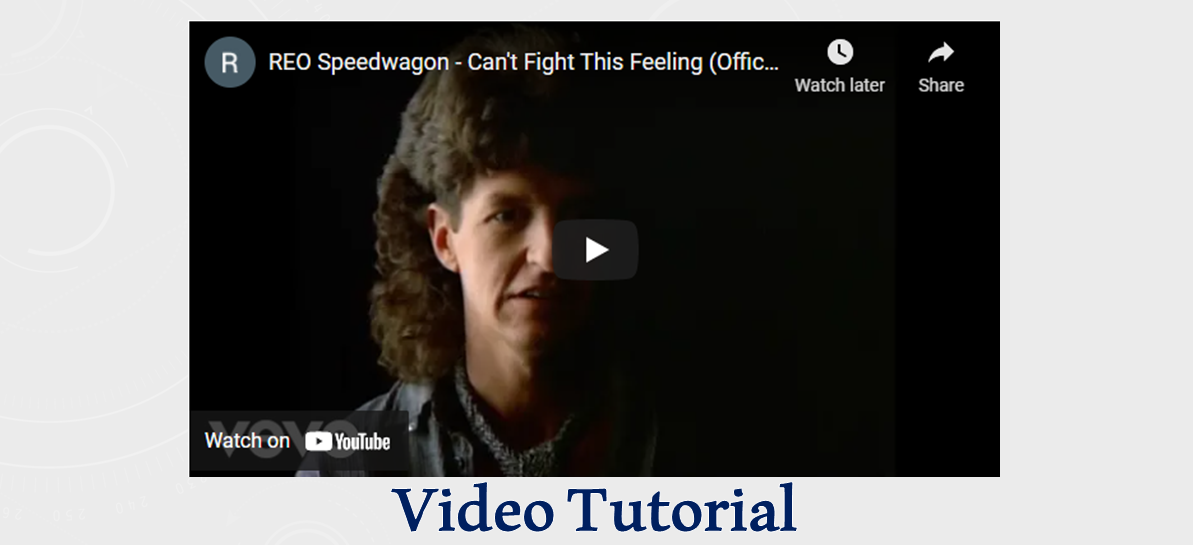 R REO Speedwagon - Can't Fight This Feeling (Offic...
Watch later
Share
vevo
Watch on YouTube
Video Tutorial